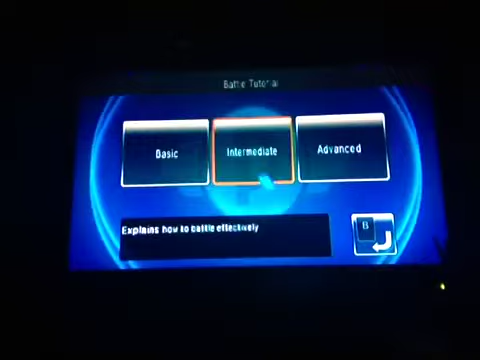 Battle Tutorial
Basic
Intermediate
Advanced
Explains how to battle effectively
B